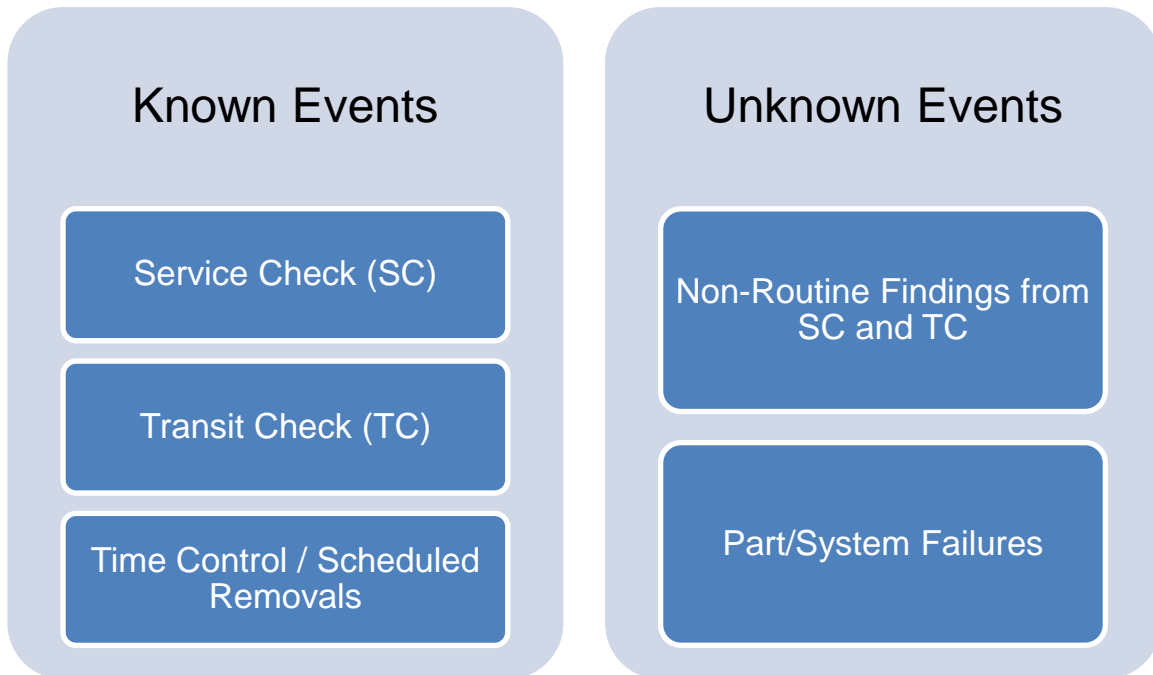 Known Events
Service Check (SC)
Transit Check (TC)
Time Control / Scheduled
Removals
Unknown Events
Non-Routine Findings from
SC and TC
Part/System Failures